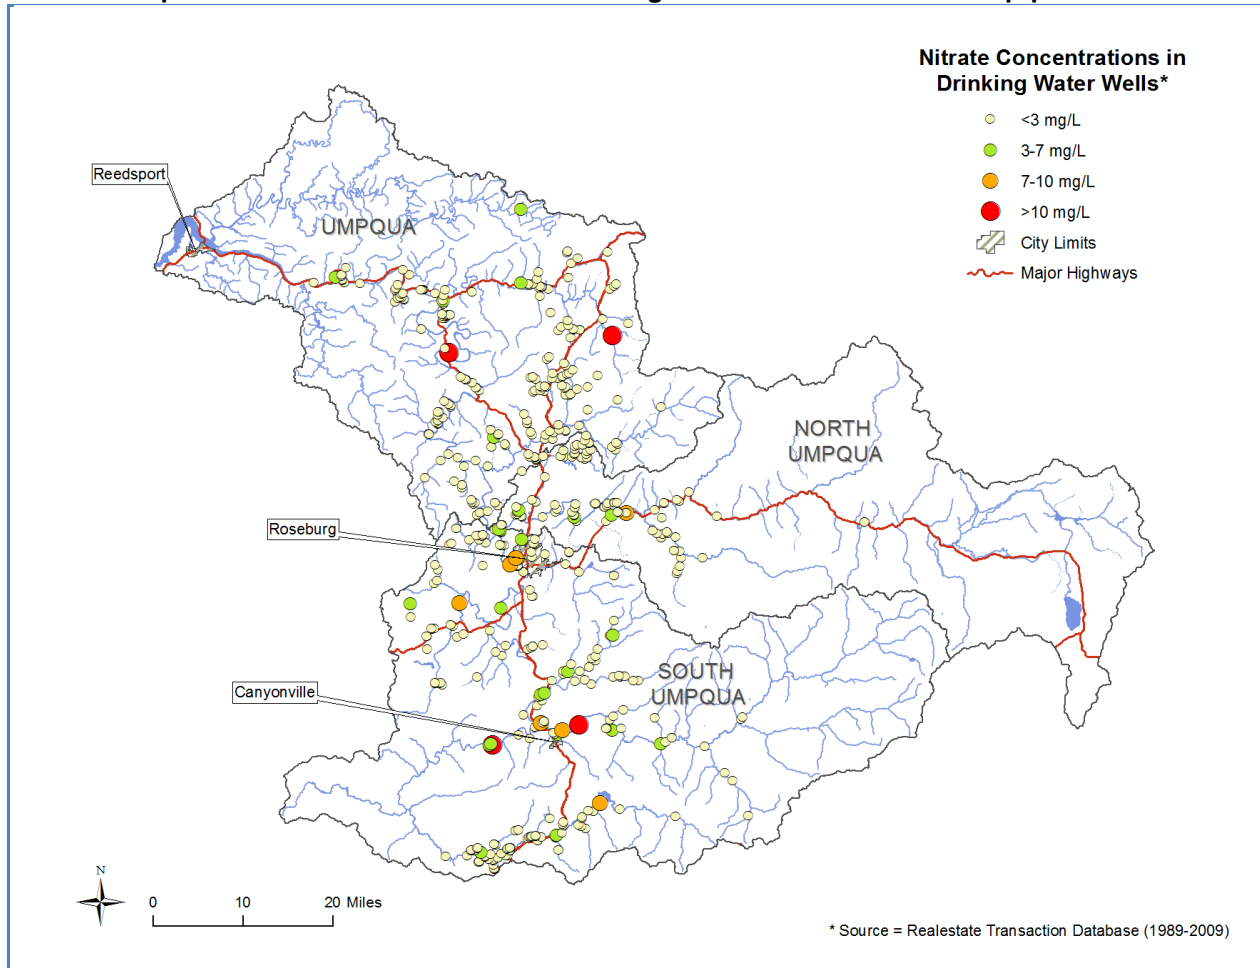 Nitrate Concentrations in
Drinking Water Wells*
<3 mg/L
3-7 mg/L
7-10 mg/L
>10 mg/L
City Limits
Major Highways
Reedsport
UMPQUA
NORTH
UMPQUA
Roseburg
SOUTH
UMPQUA
Canyonville
N
0 10 20 Miles
* Source = Realestate Transaction Database (1989-2009)